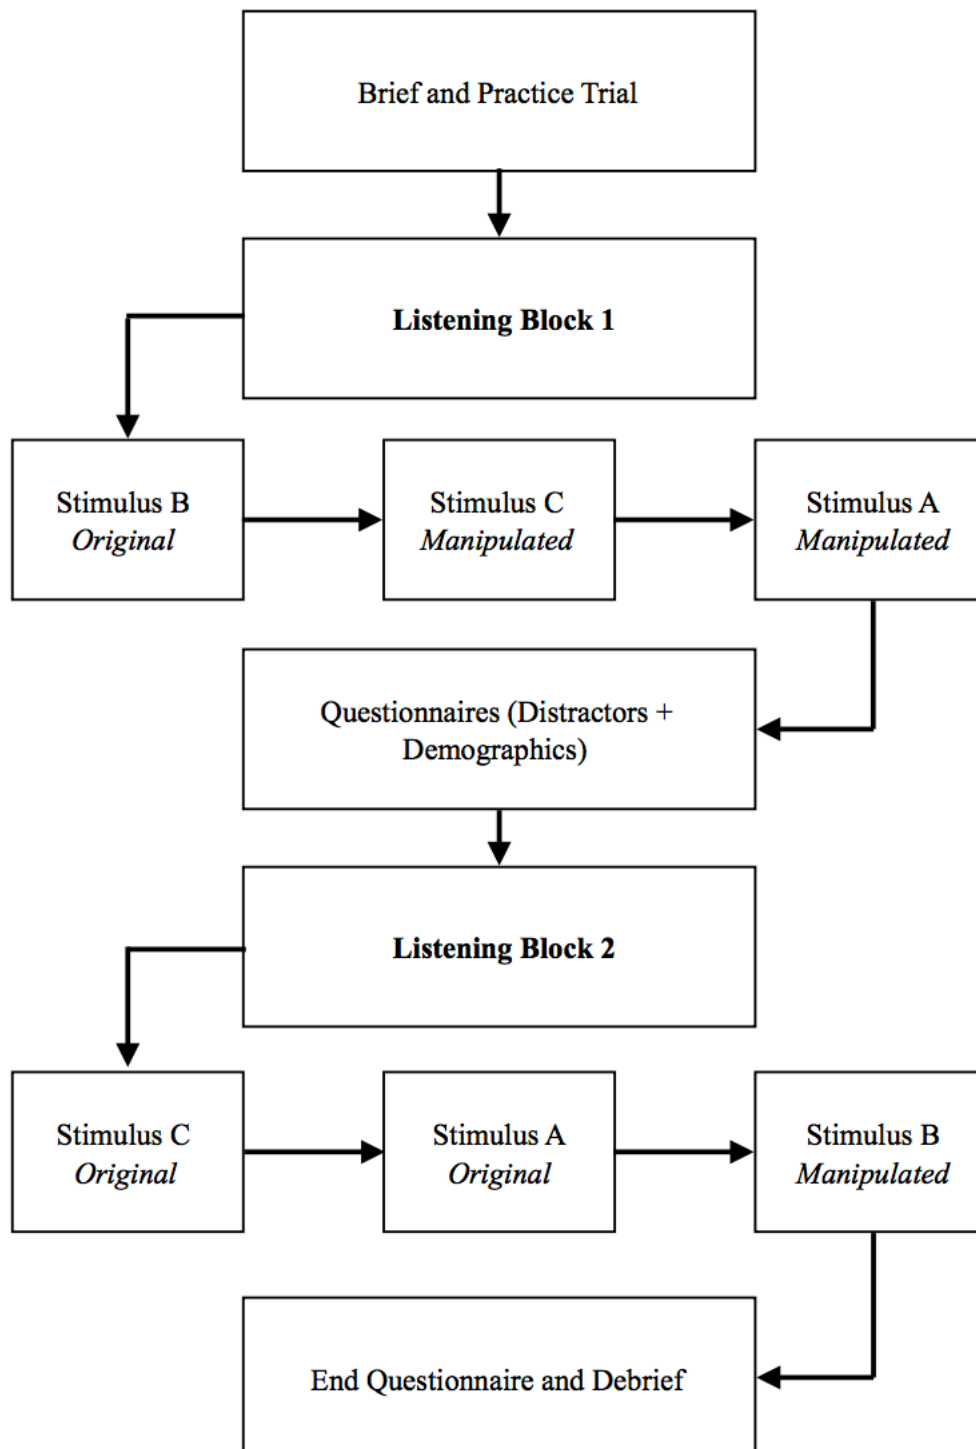 Brief and Practice Trial
Listening Block 1
Stimulus B
Original
Stimulus C
Manipulated
Stimulus A
Manipulated
Questionnaires (Distractors +
Demographics)
Listening Block 2
Stimulus C
Original
Stimulus A
Original
Stimulus B
Manipulated
End Questionnaire and Debrief